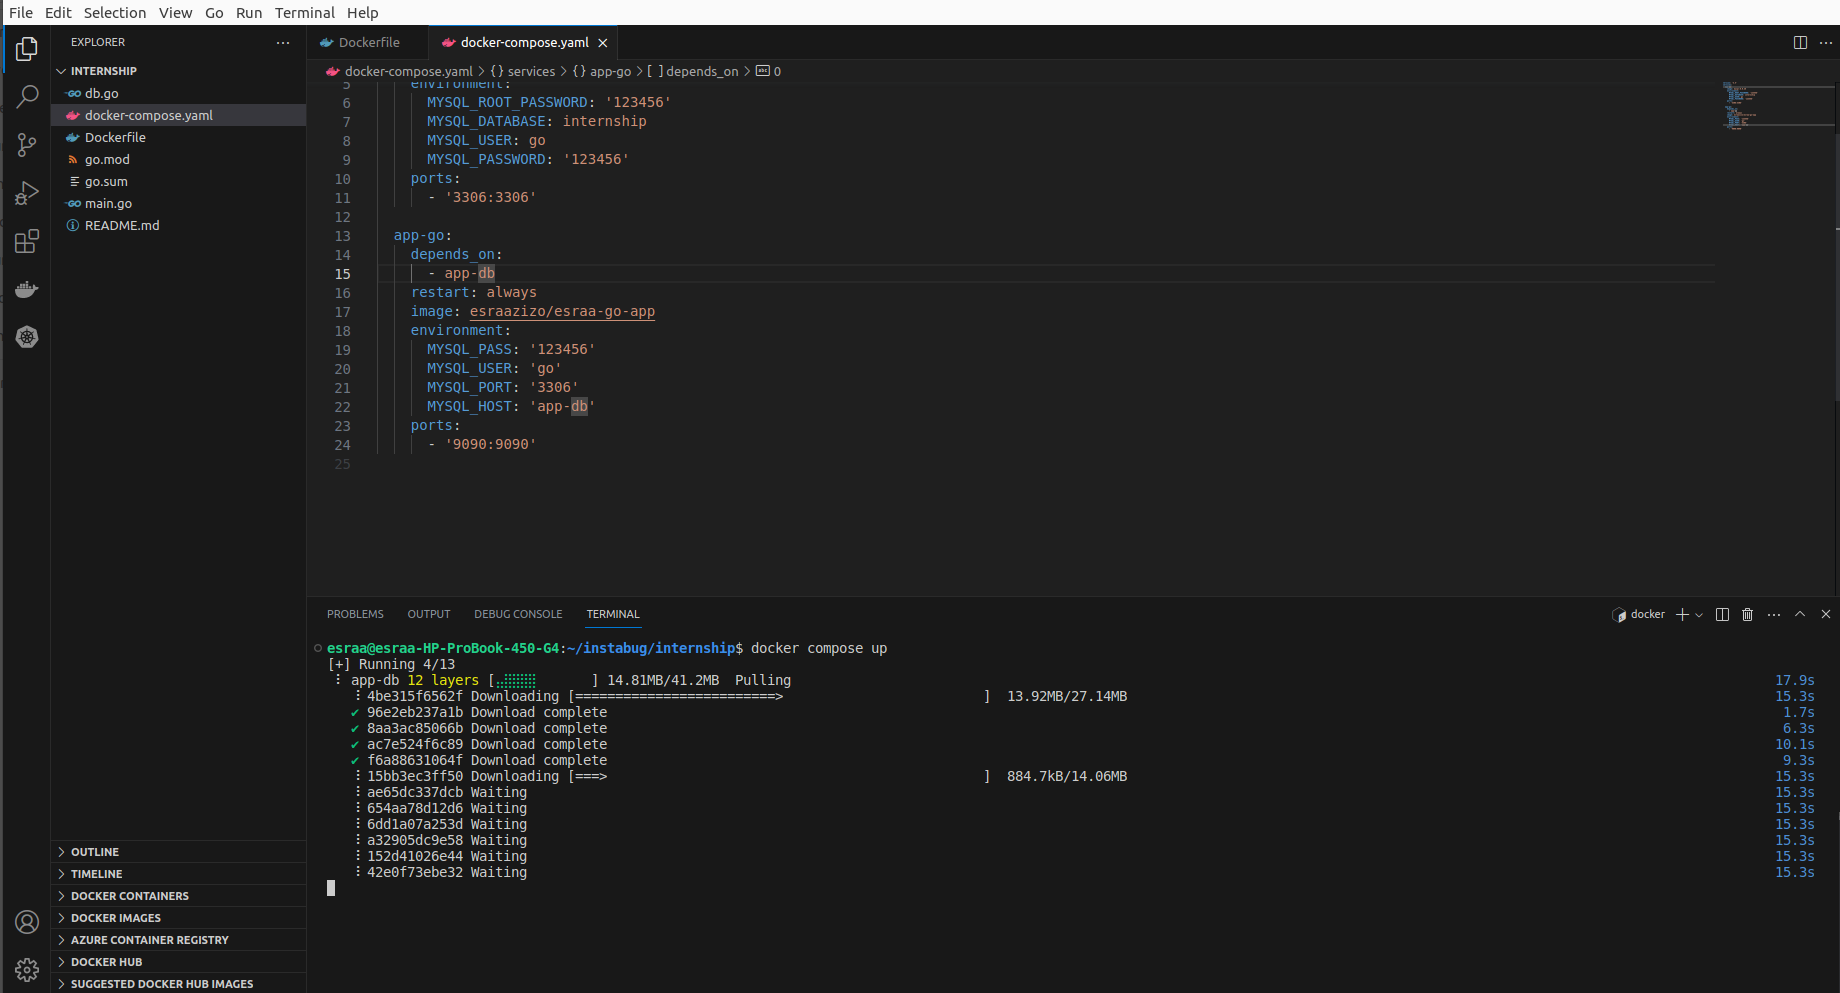 File Edit Selection View Go Run Terminal Help
EXPLORER
INTERNSHIP
db.go
docker-compose.yaml
Dockerfile
go.mod
go.sum
main.go
README.md
OUTLINE
TIMELINE
DOCKER CONTAINERS
DOCKER IMAGES
AZURE CONTAINER REGISTRY
DOCKER HUB
SUGGESTED DOCKER HUB IMAGES
Dockerfile docker-compose.yaml
docker-compose.yaml > {} services > {} app-go > [ ] depends_on > abc 0
5 environment:
6 MYSQL_ROOT_PASSWORD: '123456'
7 MYSQL_DATABASE: internship
8 MYSQL_USER: go
9 MYSQL_PASSWORD: '123456'
10 ports:
11 - '3306:3306'
12
13 app-go:
14 depends_on:
15 - app-db
16 restart: always
17 image: esraazizo/esraa-go-app
18 environment:
19 MYSQL_PASS: '123456'
20 MYSQL_USER: 'go'
21 MYSQL_PORT: '3306'
22 MYSQL_HOST: 'app-db'
23 ports:
24 - '9090:9090'
25
PROBLEMS OUTPUT DEBUG CONSOLE TERMINAL docker
esraa@esraa-HP-ProBook-450-G4:~/instabug/internship$ docker compose up
[+] Running 4/13
⠸ app-db 12 layers [⣀⣿⣿⣿⣿       ] 14.81MB/41.2MB Pulling 17.9s
⠸ 4be315f6562f Downloading [=========================>                         ] 13.92MB/27.14MB 15.3s
✔ 96e2eb237a1b Download complete 1.7s
✔ 8aa3ac85066b Download complete 6.3s
✔ ac7e524f6c89 Download complete 10.1s
✔ f6a88631064f Download complete 9.3s
⠸ 15bb3ec3ff50 Downloading [===>                                               ] 884.7kB/14.06MB 15.3s
⠸ ae65dc337dcb Waiting 15.3s
⠸ 654aa78d12d6 Waiting 15.3s
⠸ 6dd1a07a253d Waiting 15.3s
⠸ a32905dc9e58 Waiting 15.3s
⠸ 152d41026e44 Waiting 15.3s
⠸ 42e0f73ebe32 Waiting 15.3s